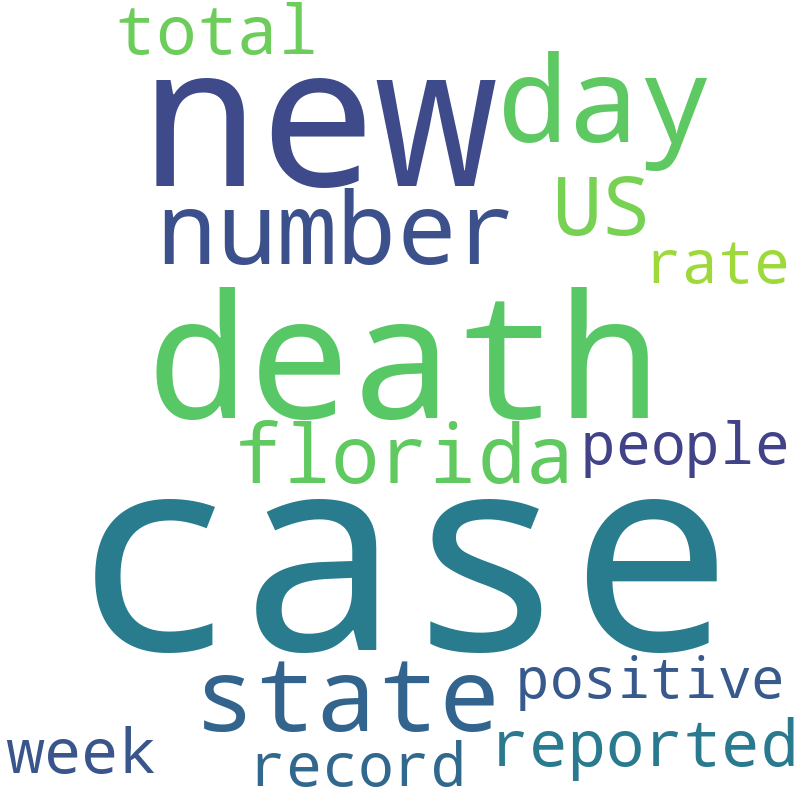 total
new day
number US
rate
death
florida people
case
state positive
week record reported